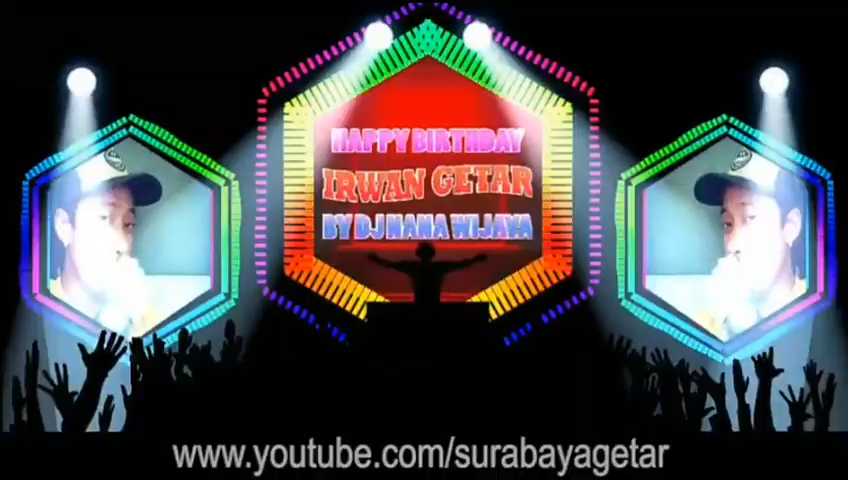 HAPPY BIRTHDAY
IRWAN GETAR
BY DJ NANA WIJAYA
www.youtube.com/surabayagetar